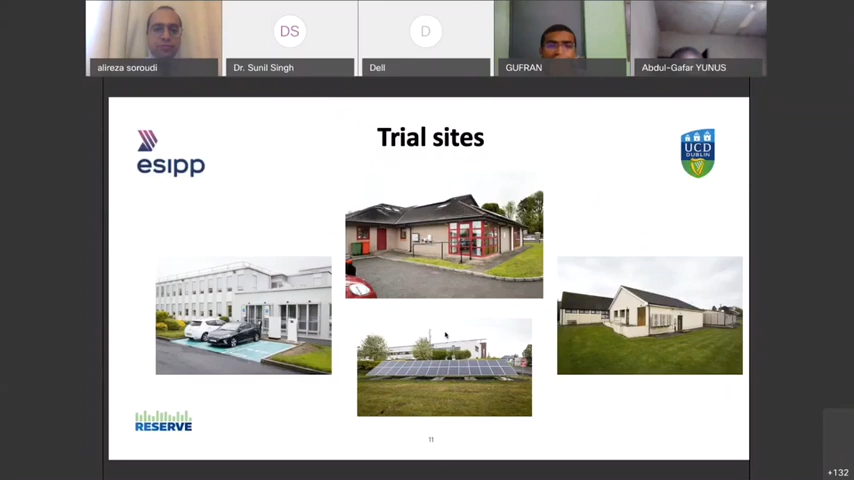 DS
D
alireza soroudi
Dr. Sunil Singh
Dell
GUFRAN
Abdul-Gafar YUNUS
Trial sites
esipp
UCD
DUBLIN
RESERVE
11
+132